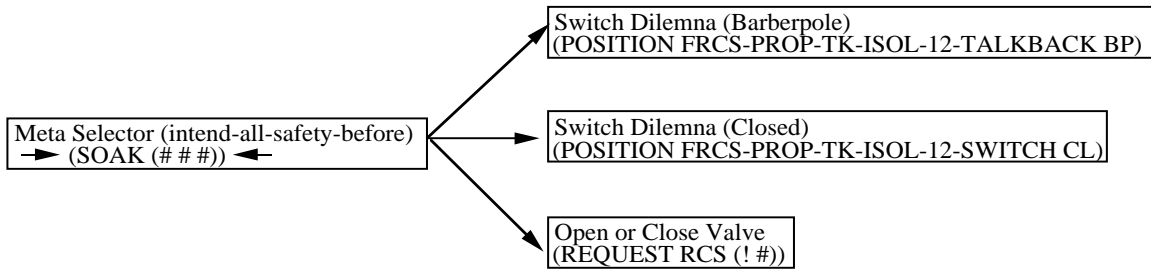 Switch Dilemna (Barberpole)
(POSITION FRCS-PROP-TK-ISOL-12-TALKBACK BP)
Meta Selector (intend-all-safety-before)
(SOAK (# # #))
Switch Dilemna (Closed)
(POSITION FRCS-PROP-TK-ISOL-12-SWITCH CL)
Open or Close Valve
(REQUEST RCS (! #))